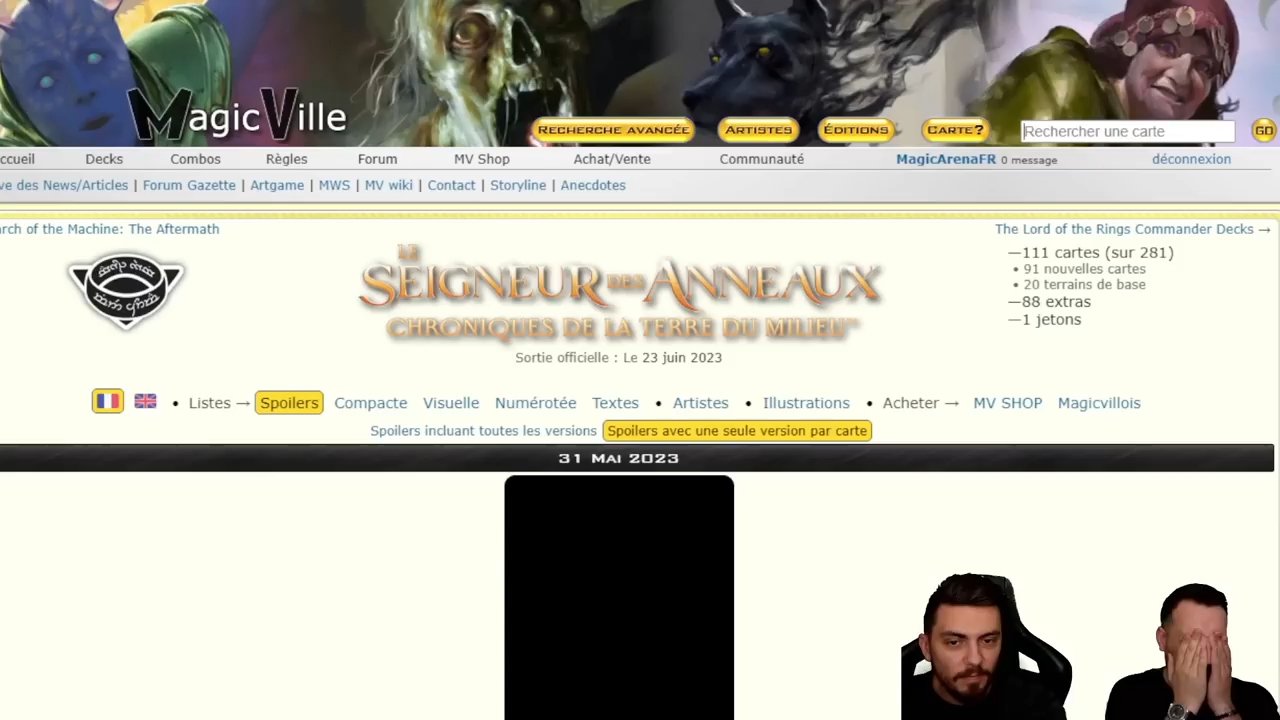 MagicVille
RECHERCHE AVANCÉE
ARTISTES
ÉDITIONS
CARTE?
Rechercher une carte
GO
ccueil
Decks
Combos
Règles
Forum
MV Shop
Achat/Vente
Communauté
MagicArenaFR 0 message
déconnexion
ve des News/Articles | Forum Gazette | Artgame | MWS | MV wiki | Contact | Storyline | Anecdotes
arch of the Machine: The Aftermath
The Lord of the Rings Commander Decks →
LE
SEIGNEUR DES ANNEAUX
CHRONIQUES DE LA TERRE DU MILIEU™
Sortie officielle : Le 23 juin 2023
—111 cartes (sur 281)
• 91 nouvelles cartes
• 20 terrains de base
—88 extras
—1 jetons
• Listes → Spoilers Compacte Visuelle Numérotée Textes • Artistes • Illustrations • Acheter → MV SHOP Magicvillois
Spoilers incluant toutes les versions Spoilers avec une seule version par carte
31 MAI 2023